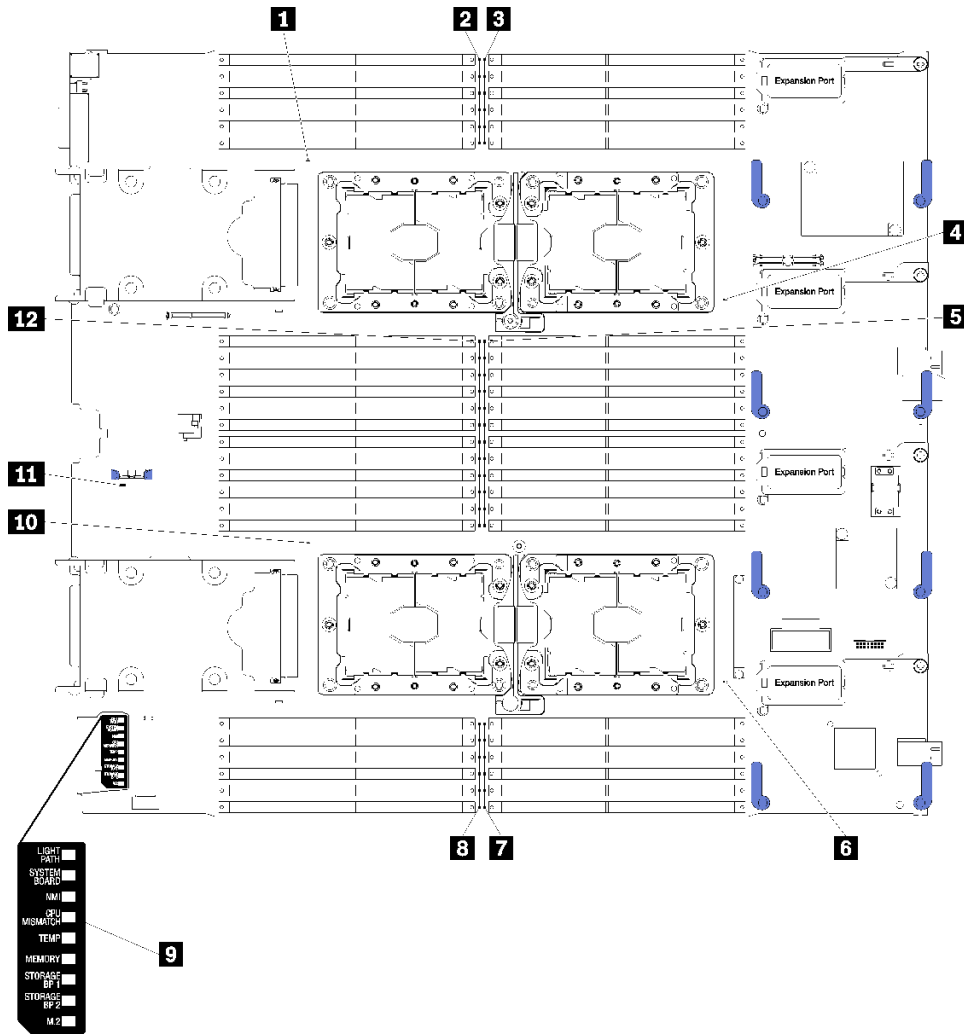 1
2
3
Expansion Port
4
Expansion Port
12
5
11
Expansion Port
10
Expansion Port
8
7
6
LIGHT
PATH
SYSTEM
BOARD
NMI
CPU
MISMATCH
9
TEMP
MEMORY
STORAGE
BP 1
STORAGE
BP 2
M.2